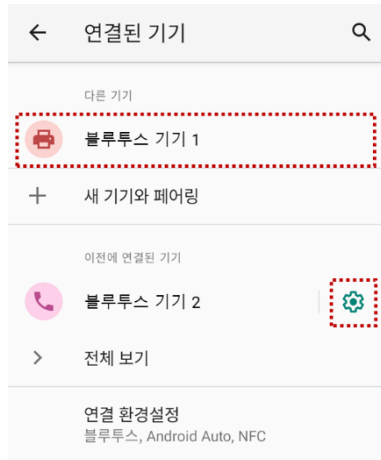 연결된 기기
다른 기기
블루투스 기기 1
새 기기와 페어링
이전에 연결된 기기
블루투스 기기 2
전체 보기
연결 환경설정
블루투스, Android Auto, NFC